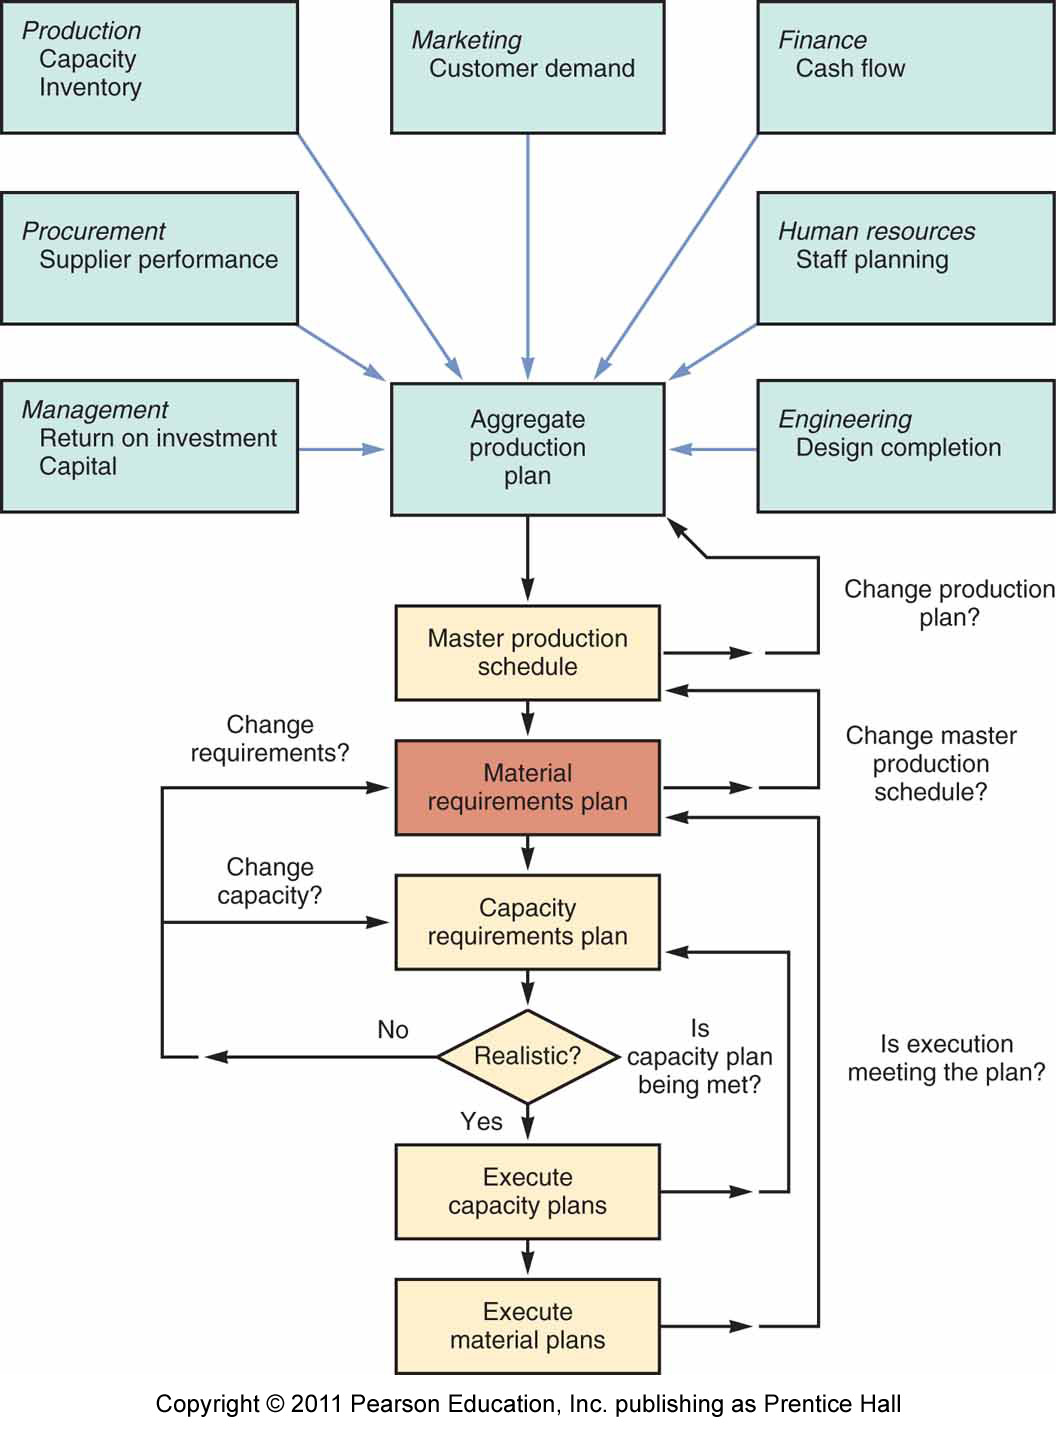 Production
Capacity
Inventory
Marketing
Customer demand
Finance
Cash flow
Procurement
Supplier performance
Human resources
Staff planning
Management
Return on investment
Capital
Aggregate
production
plan
Engineering
Design completion
Change production
plan?
Master production
schedule
Change
requirements?
Change master
production
schedule?
Material
requirements plan
Change
capacity?
Capacity
requirements plan
No
Realistic?
Is
capacity plan
being met?
Is execution
meeting the plan?
Yes
Execute
capacity plans
Execute
material plans
Copyright © 2011 Pearson Education, Inc. publishing as Prentice Hall